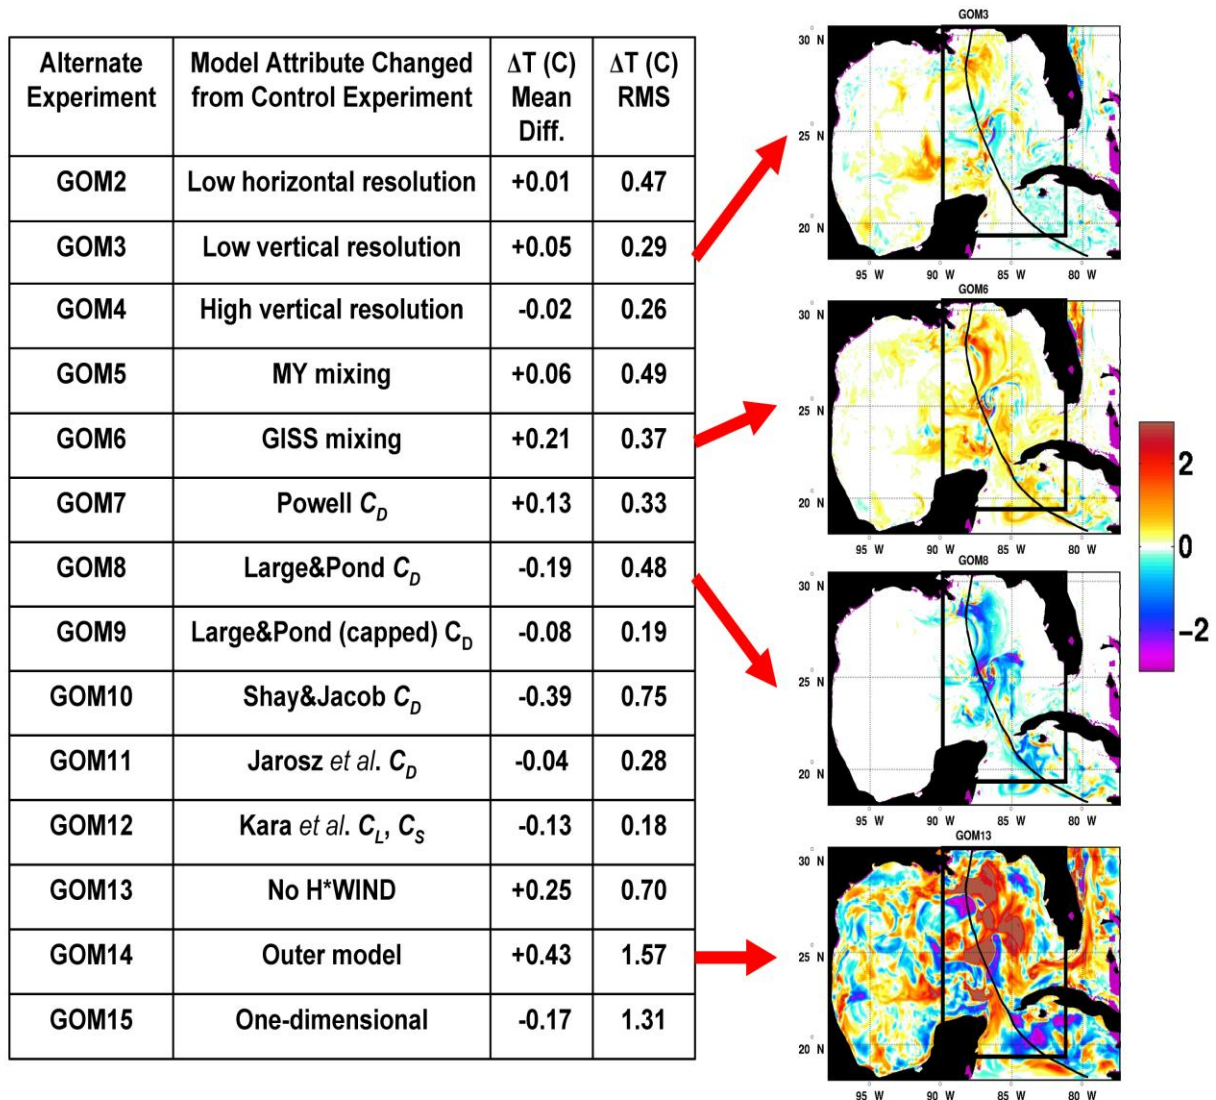 Alternate Experiment | Model Attribute Changed from Control Experiment | ΔT (C) Mean Diff. | ΔT (C) RMS
GOM2 | Low horizontal resolution | +0.01 | 0.47
GOM3 | Low vertical resolution | +0.05 | 0.29
GOM4 | High vertical resolution | -0.02 | 0.26
GOM5 | MY mixing | +0.06 | 0.49
GOM6 | GISS mixing | +0.21 | 0.37
GOM7 | Powell C_D | +0.13 | 0.33
GOM8 | Large&Pond C_D | -0.19 | 0.48
GOM9 | Large&Pond (capped) C_D | -0.08 | 0.19
GOM10 | Shay&Jacob C_D | -0.39 | 0.75
GOM11 | Jarosz et al. C_D | -0.04 | 0.28
GOM12 | Kara et al. C_L, C_S | -0.13 | 0.18
GOM13 | No H*WIND | +0.25 | 0.70
GOM14 | Outer model | +0.43 | 1.57
GOM15 | One-dimensional | -0.17 | 1.31
GOM3
30° N
25° N
20° N
95° W 90° W 85° W 80° W
GOM6
30° N
25° N
20° N
95° W 90° W 85° W 80° W
GOM8
30° N
25° N
20° N
95° W 90° W 85° W 80° W
GOM13
30° N
25° N
20° N
95° W 90° W 85° W 80° W
2
0
-2